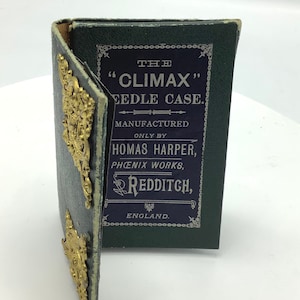 THE
"CLIMAX"
EEDLE CASE.
MANUFACTURED
ONLY BY
HOMAS HARPER,
PHŒNIX WORKS,
REDDITCH,
ENGLAND.